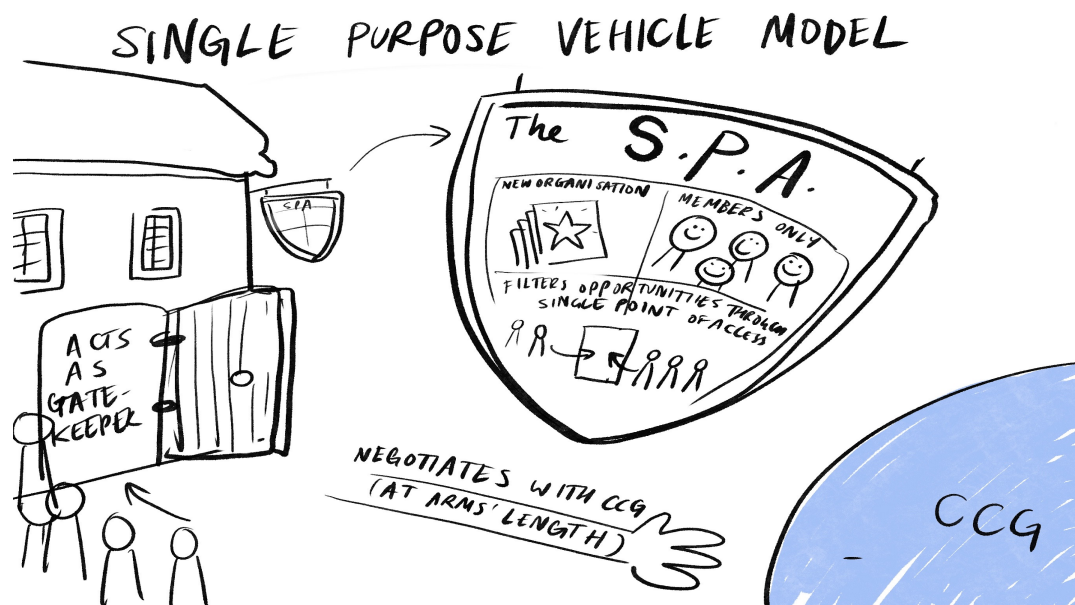 SINGLE PURPOSE VEHICLE MODEL
The S.P.A.
NEW ORGANISATION
MEMBERS ONLY
FILTERS OPPORTUNITIES THROUGH
SINGLE POINT OF ACCESS
SPA
ACTS
AS
GATE-
KEEPER
NEGOTIATES WITH CCG
(AT ARMS' LENGTH)
CCG